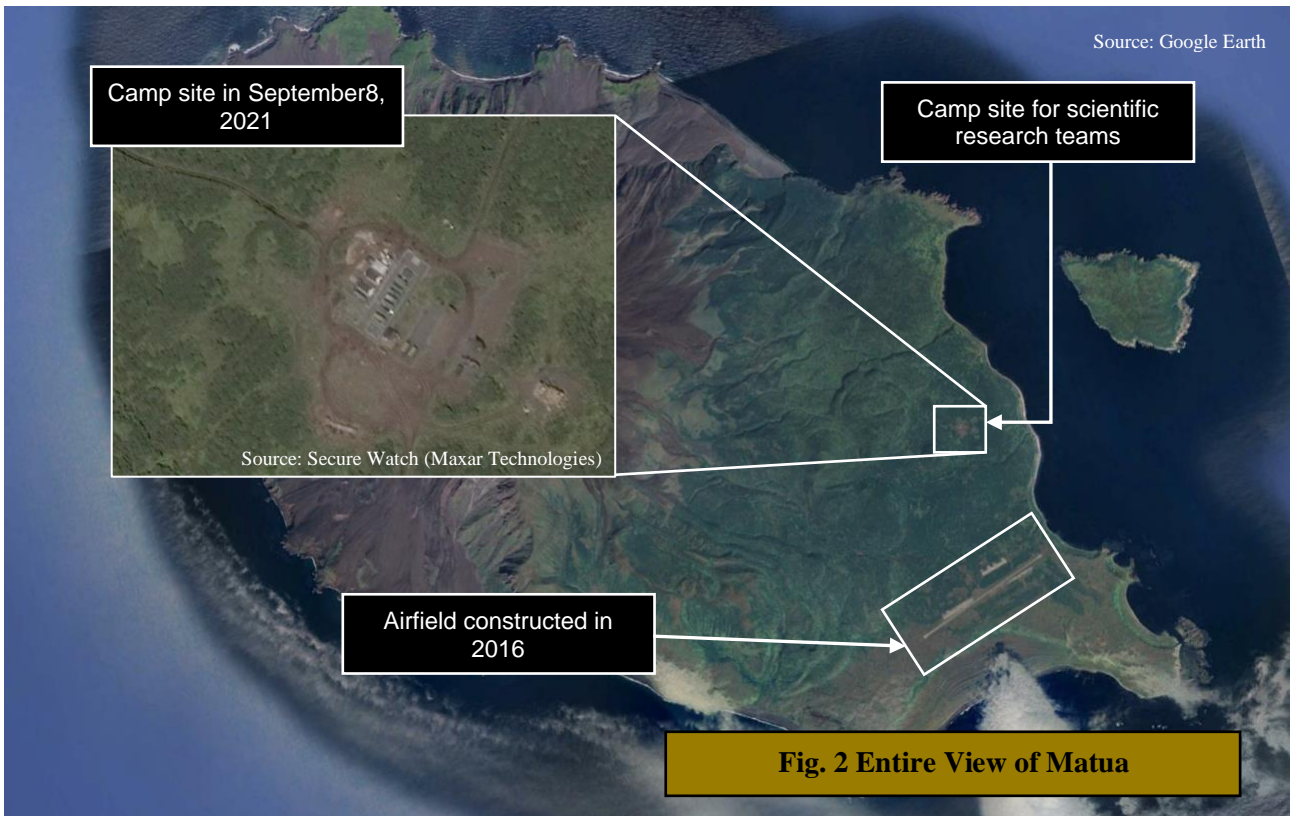 Source: Google Earth
Camp site in September8,
2021
Camp site for scientific
research teams
Source: Secure Watch (Maxar Technologies)
Airfield constructed in
2016
Fig. 2 Entire View of Matua